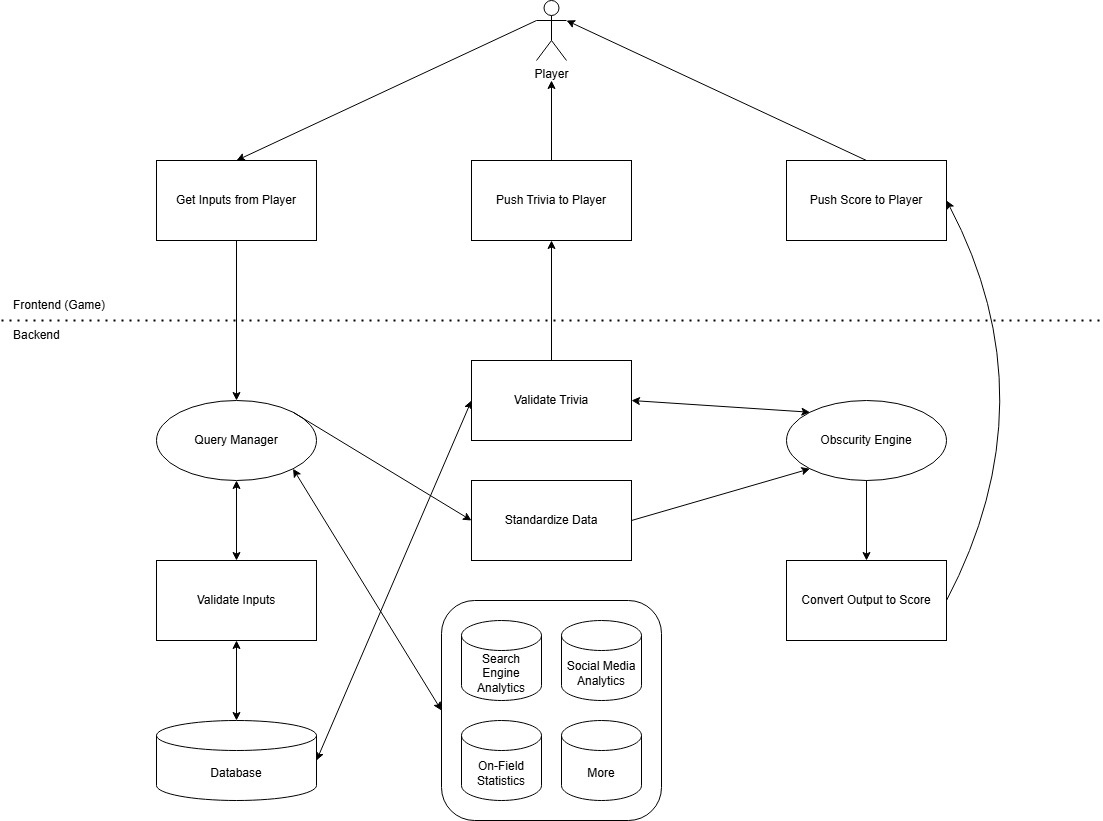 Player
Get Inputs from Player
Push Trivia to Player
Push Score to Player
Frontend (Game)
Backend
Validate Trivia
Query Manager
Obscurity Engine
Standardize Data
Validate Inputs
Convert Output to Score
Search
Engine
Analytics
Social Media
Analytics
Database
On-Field
Statistics
More